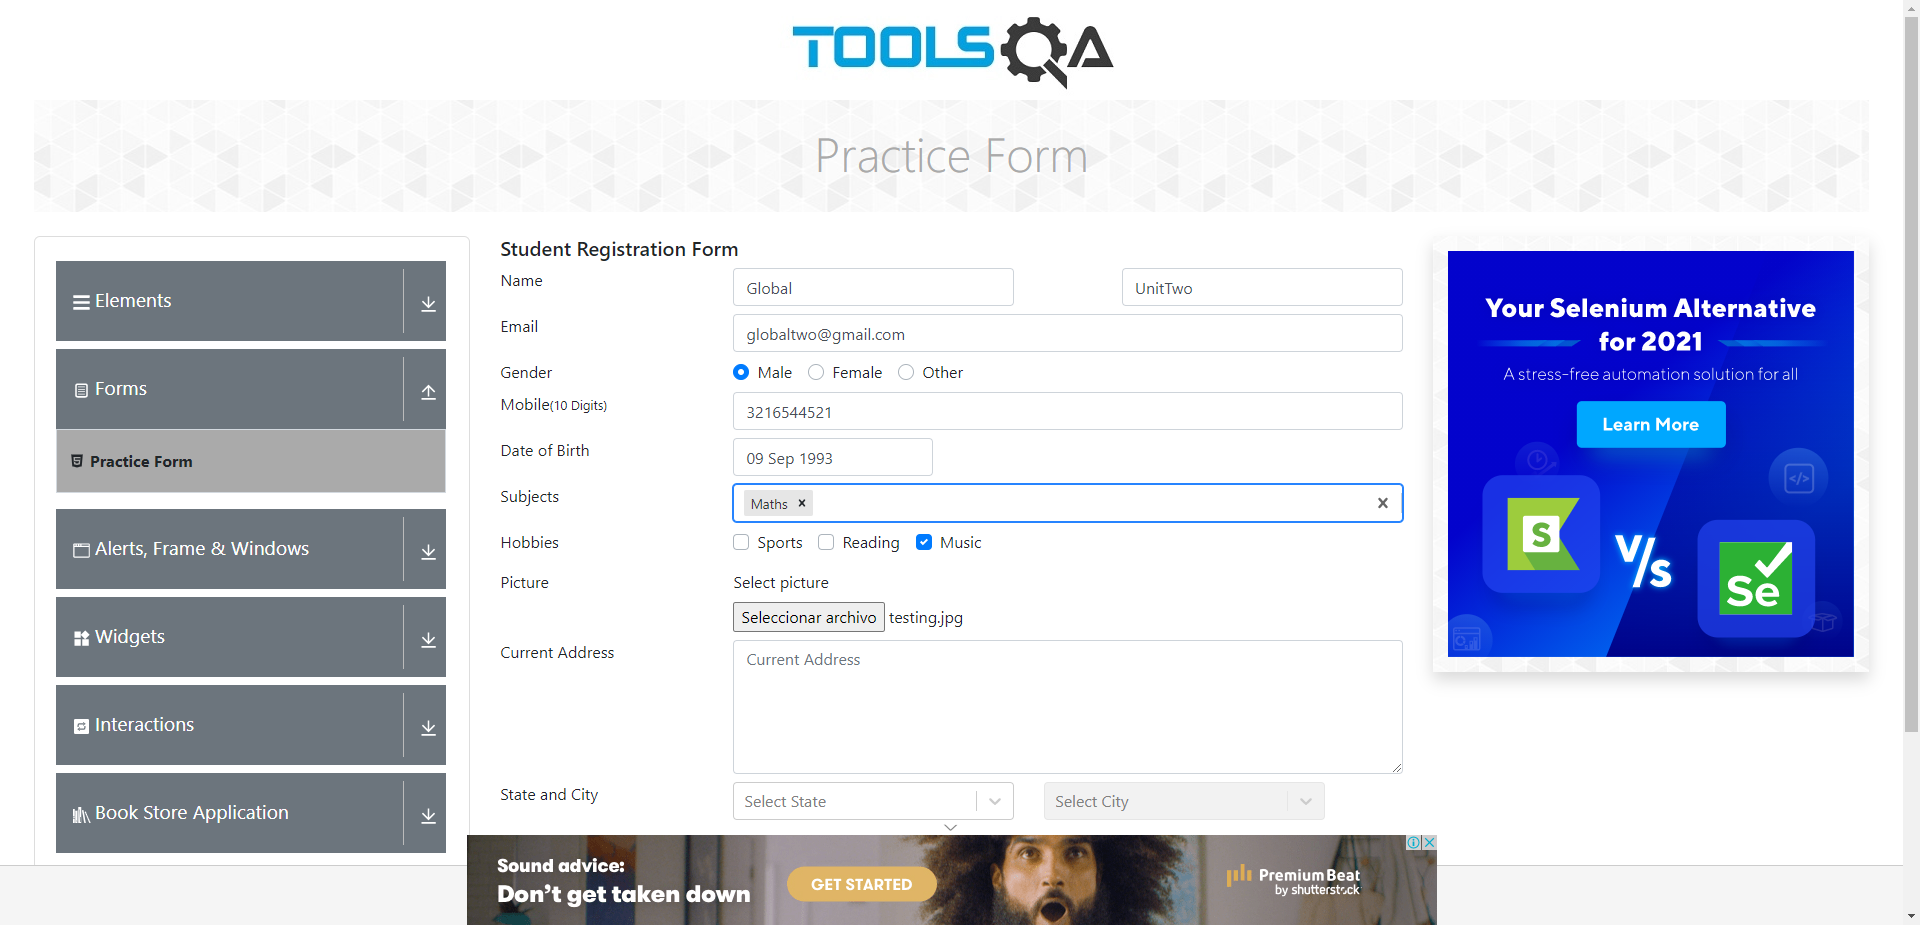 TOOLSQA
Practice Form
Elements
Forms
Practice Form
Alerts, Frame & Windows
Widgets
Interactions
Book Store Application
Student Registration Form
Name Global UnitTwo
Email globaltwo@gmail.com
Gender Male Female Other
Mobile(10 Digits) 3216544521
Date of Birth 09 Sep 1993
Subjects Maths
Hobbies Sports Reading Music
Picture Select picture
Seleccionar archivo testing.jpg
Current Address Current Address
State and City Select State Select City
Your Selenium Alternative
for 2021
A stress-free automation solution for all
Learn More
S V/S Se
Sound advice:
Don't get taken down
GET STARTED
PremiumBeat
by shutterstock